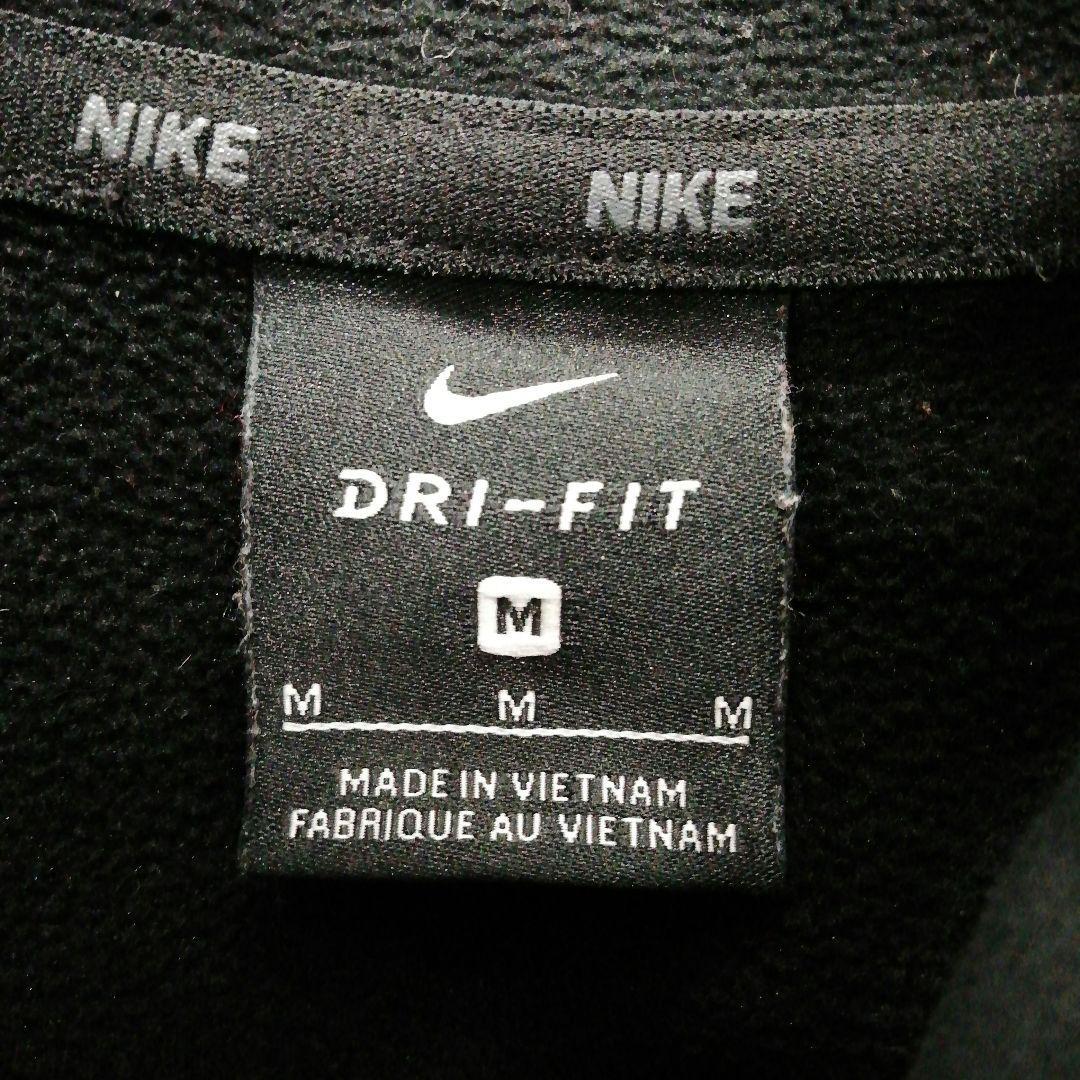 NIKE NIKE
DRI-FIT
M
M M M
MADE IN VIETNAM
FABRIQUE AU VIETNAM